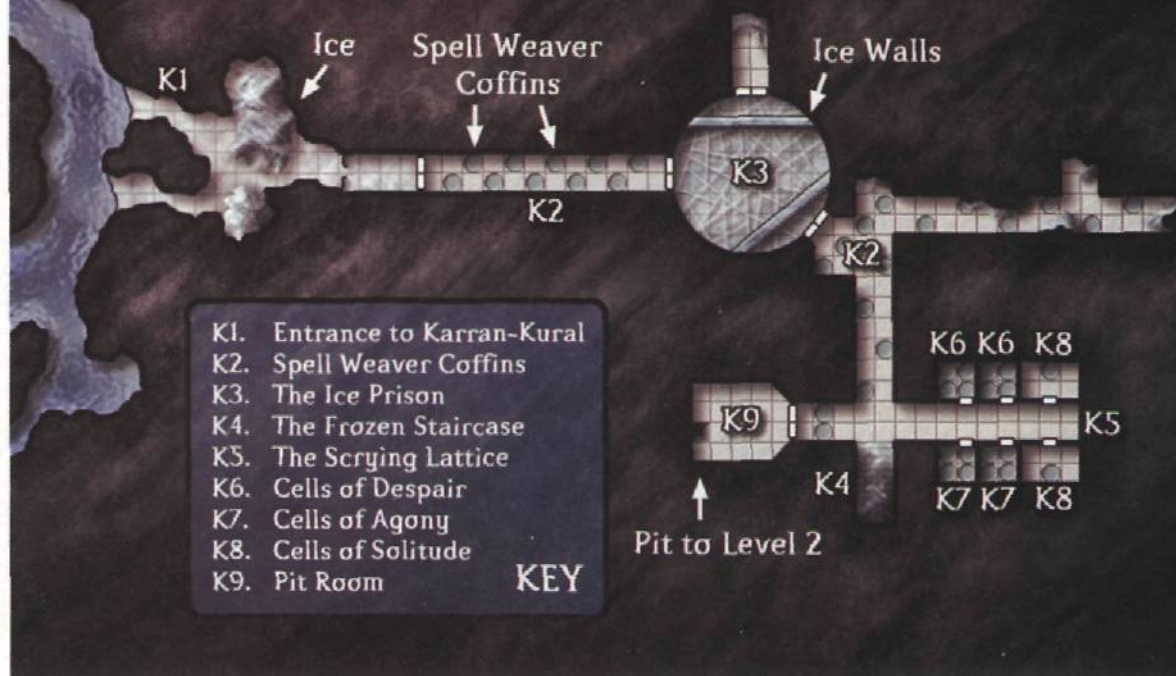 Ice
Spell Weaver
Coffins
Ice Walls
K1
K3
K2
K2
K6 K6 K8
K9
K5
K4
K7 K7 K8
Pit to Level 2
K1. Entrance to Karran-Kural
K2. Spell Weaver Coffins
K3. The Ice Prison
K4. The Frozen Staircase
K5. The Scrying Lattice
K6. Cells of Despair
K7. Cells of Agony
K8. Cells of Solitude
K9. Pit Room
KEY